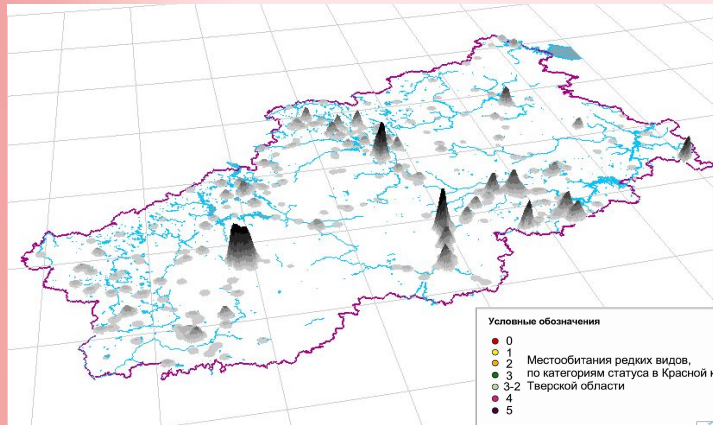 Условные обозначения
0
1
2
3
3-2
4
5
Местообитания редких видов,
по категориям статуса в Красной к
Тверской области